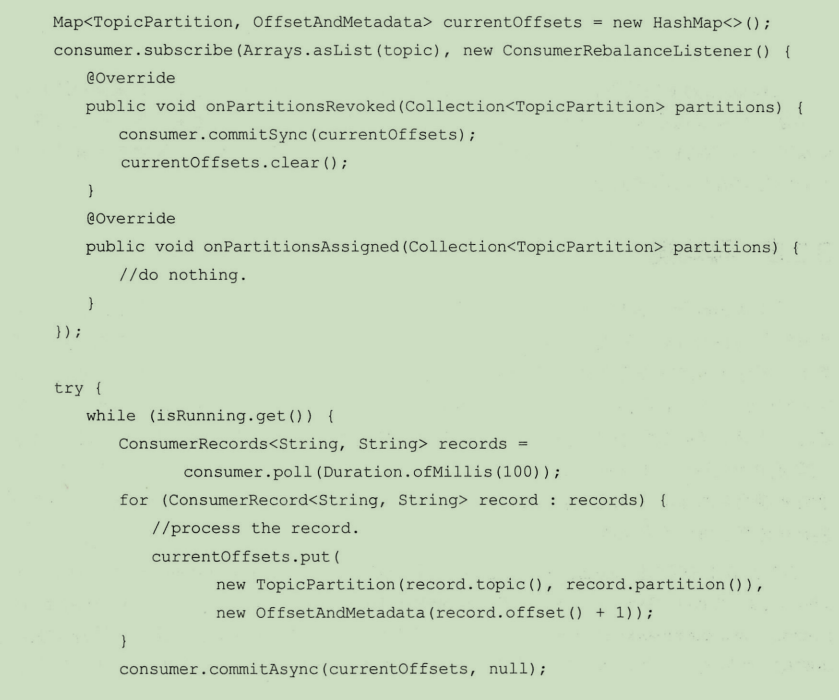 Map<TopicPartition, OffsetAndMetadata> currentOffsets = new HashMap<>();
consumer.subscribe(Arrays.asList(topic), new ConsumerRebalanceListener() {
    @Override
    public void onPartitionsRevoked(Collection<TopicPartition> partitions) {
        consumer.commitSync(currentOffsets);
        currentOffsets.clear();
    }
    @Override
    public void onPartitionsAssigned(Collection<TopicPartition> partitions) {
        //do nothing.
    }
});

try {
    while (isRunning.get()) {
        ConsumerRecords<String, String> records =
                consumer.poll(Duration.ofMillis(100));
        for (ConsumerRecord<String, String> record : records) {
            //process the record.
            currentOffsets.put(
                    new TopicPartition(record.topic(), record.partition()),
                    new OffsetAndMetadata(record.offset() + 1));
        }
        consumer.commitAsync(currentOffsets, null);